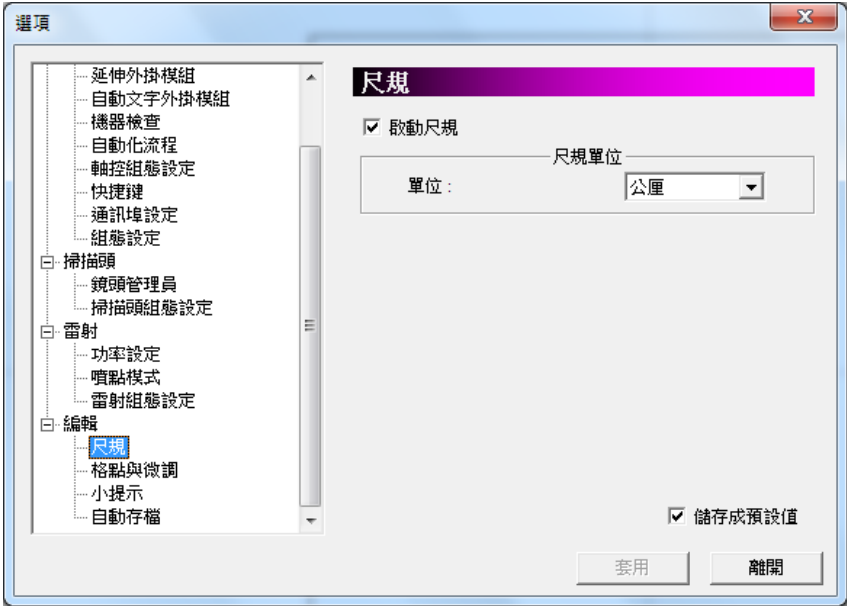 選項
延伸外掛模組
自動文字外掛模組
機器檢查
自動化流程
軸控組態設定
快捷鍵
通訊埠設定
組態設定
掃描頭
鏡頭管理員
掃描頭組態設定
雷射
功率設定
噴點模式
雷射組態設定
編輯
尺規
格點與微調
小提示
自動存檔
尺規
啟動尺規
尺規單位
單位 :
公厘
儲存成預設值
套用
離開